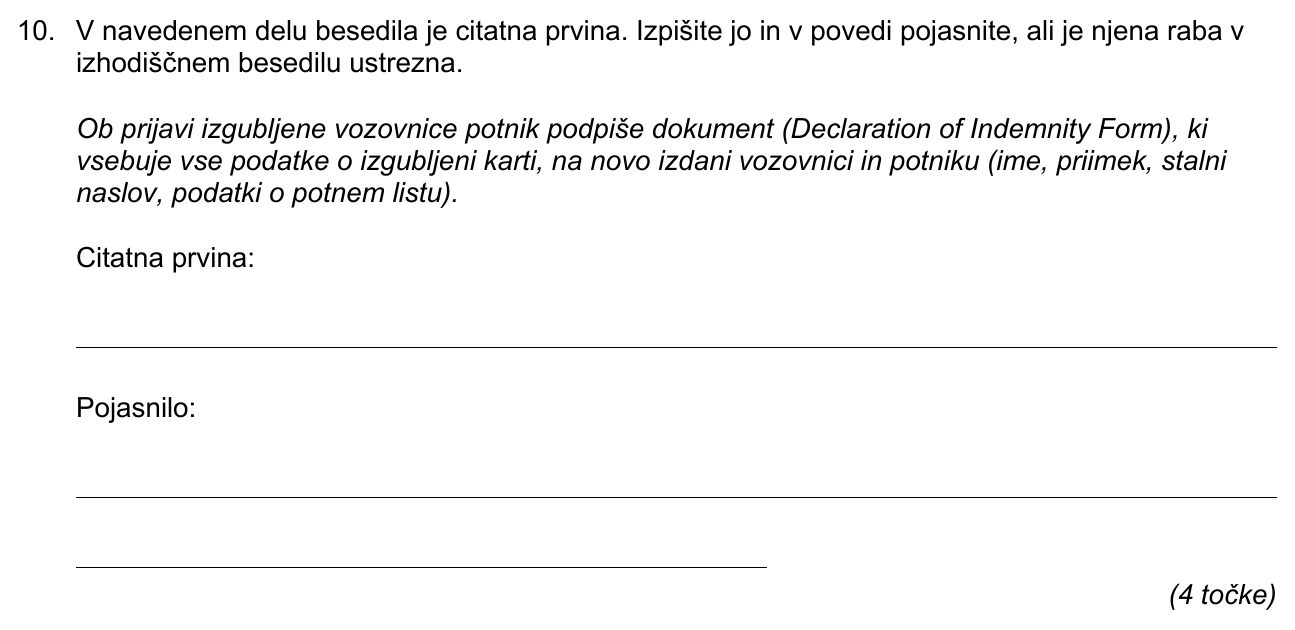 10. V navedenem delu besedila je citatna prvina. Izpišite jo in v povedi pojasnite, ali je njena raba v
izhodiščnem besedilu ustrezna.
Ob prijavi izgubljene vozovnice potnik podpiše dokument (Declaration of Indemnity Form), ki
vsebuje vse podatke o izgubljeni karti, na novo izdani vozovnici in potniku (ime, priimek, stalni
naslov, podatki o potnem listu).
Citatna prvina:
Pojasnilo:
(4 točke)